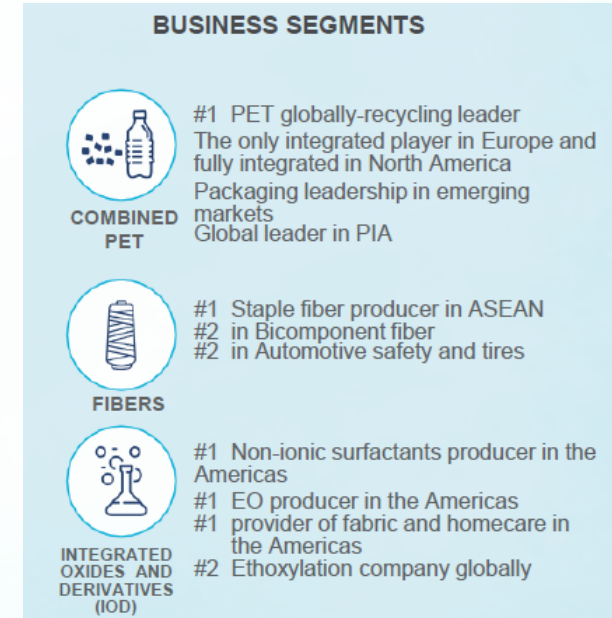 BUSINESS SEGMENTS
#1 PET globally-recycling leader
The only integrated player in Europe and
fully integrated in North America
Packaging leadership in emerging
markets
Global leader in PIA
COMBINED
PET
#1 Staple fiber producer in ASEAN
#2 in Bicomponent fiber
#2 in Automotive safety and tires
FIBERS
#1 Non-ionic surfactants producer in the
Americas
#1 EO producer in the Americas
#1 provider of fabric and homecare in
the Americas
#2 Ethoxylation company globally
INTEGRATED
OXIDES AND
DERIVATIVES
(IOD)